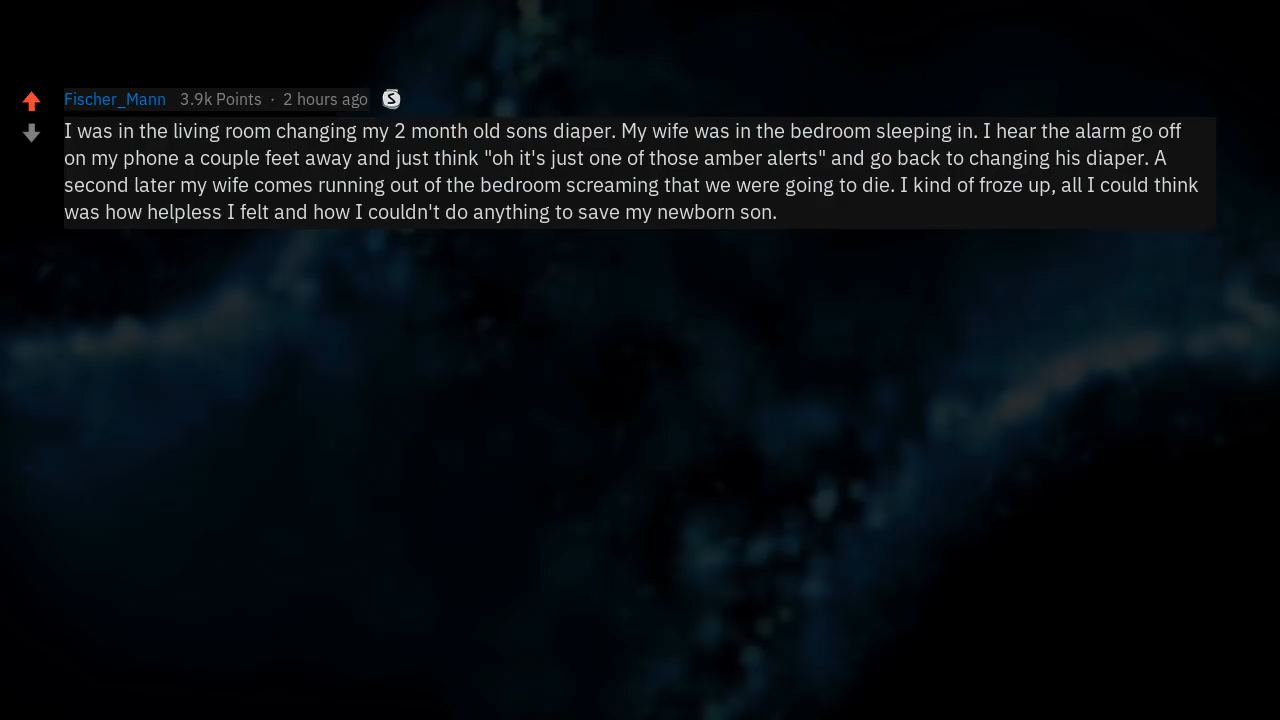 Fischer_Mann 3.9k Points · 2 hours ago
I was in the living room changing my 2 month old sons diaper. My wife was in the bedroom sleeping in. I hear the alarm go off
on my phone a couple feet away and just think "oh it's just one of those amber alerts" and go back to changing his diaper. A
second later my wife comes running out of the bedroom screaming that we were going to die. I kind of froze up, all I could think
was how helpless I felt and how I couldn't do anything to save my newborn son.